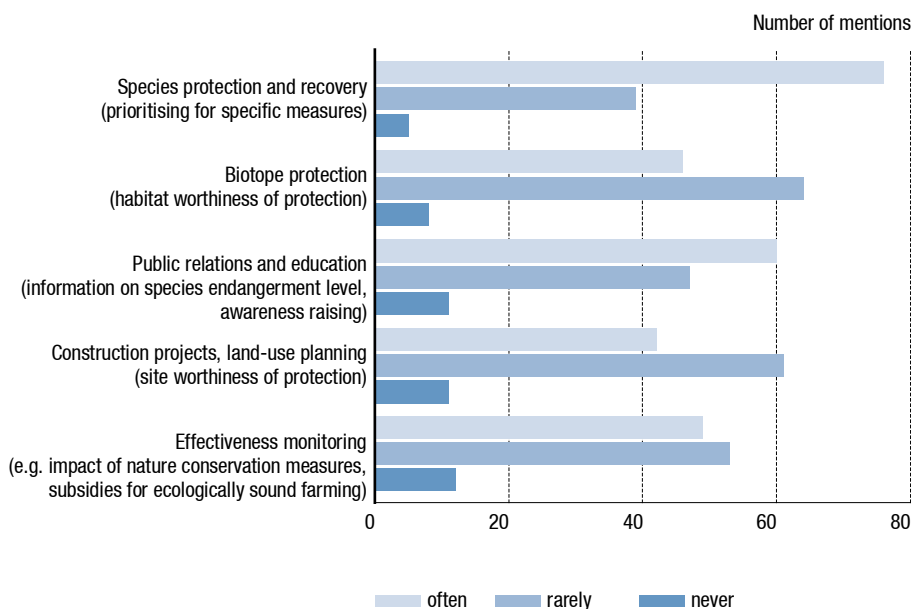 Number of mentions
Species protection and recovery
(prioritising for specific measures)
Biotope protection
(habitat worthiness of protection)
Public relations and education
(information on species endangerment level,
awareness raising)
Construction projects, land-use planning
(site worthiness of protection)
Effectiveness monitoring
(e.g. impact of nature conservation measures,
subsidies for ecologically sound farming)
0 20 40 60 80
often rarely never